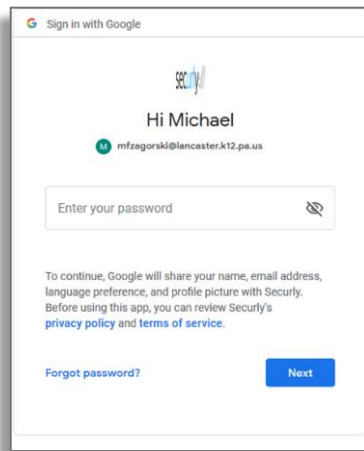 Sign in with Google
securly://
Hi Michael
M mfzagorski@lancaster.k12.pa.us
Enter your password
To continue, Google will share your name, email address,
language preference, and profile picture with Securly.
Before using this app, you can review Securly's
privacy policy and terms of service.
Forgot password? Next